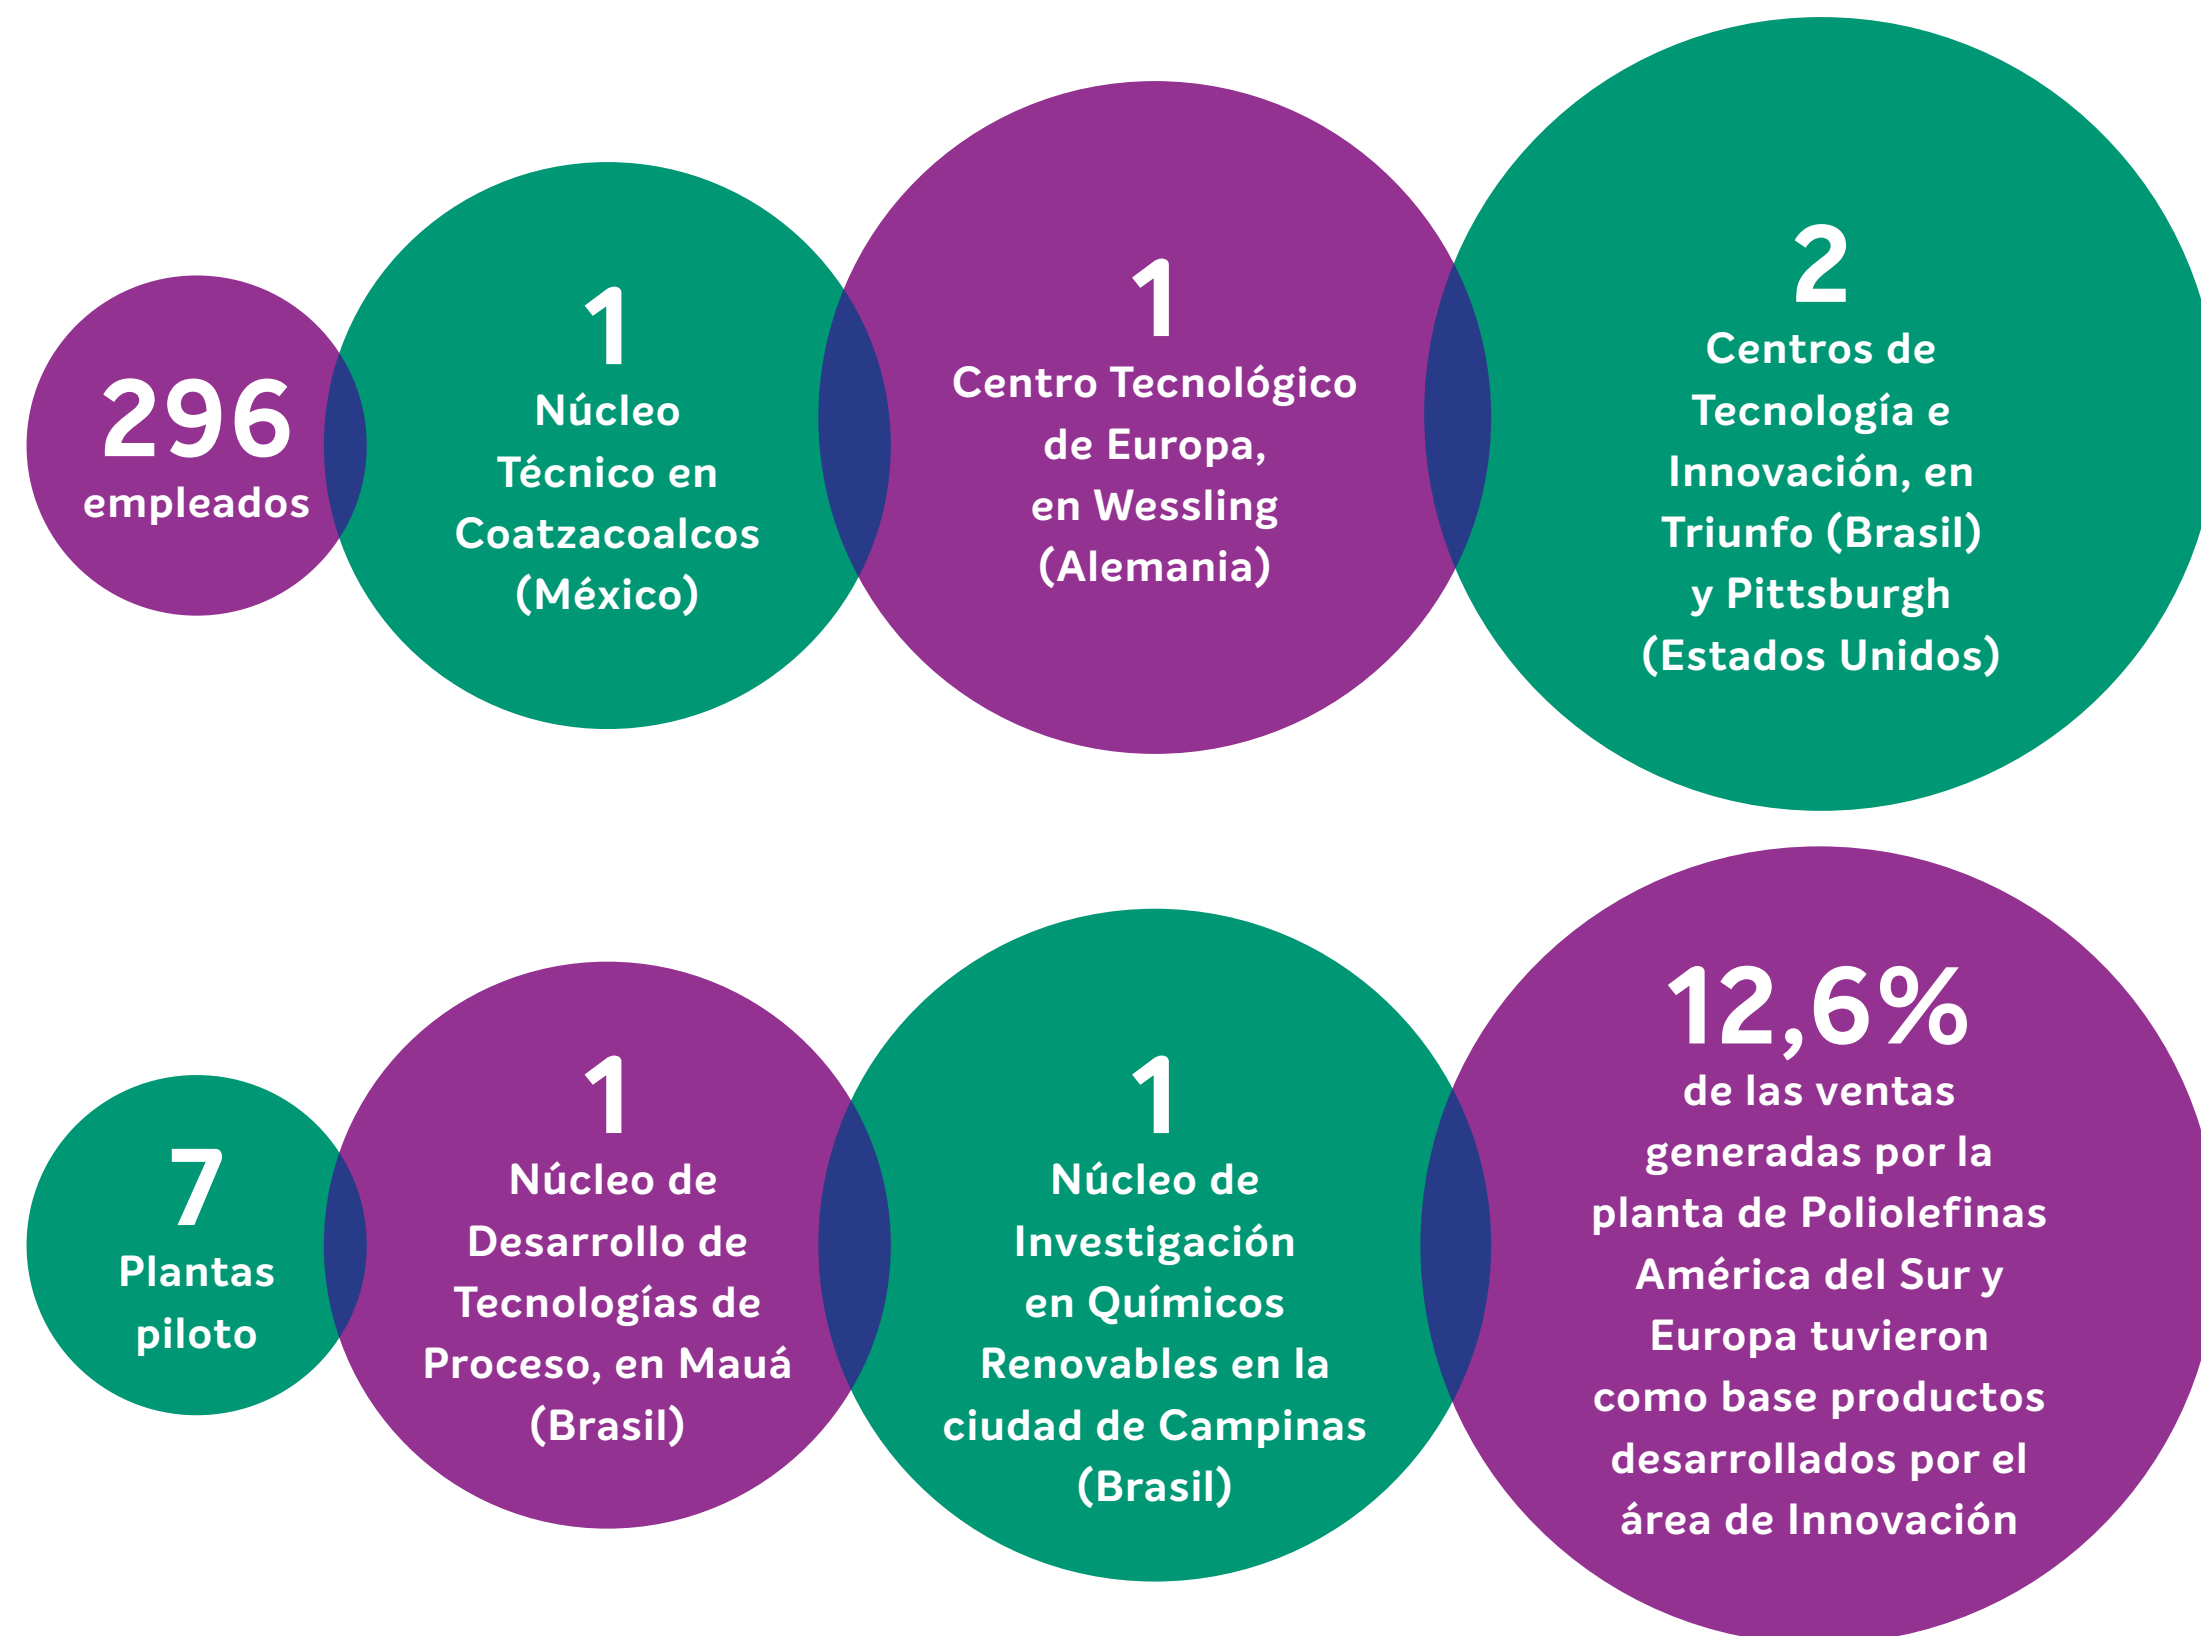 296
empleados
1
Núcleo
Técnico en
Coatzacoalcos
(México)
1
Centro Tecnológico
de Europa,
en Wessling
(Alemania)
2
Centros de
Tecnología e
Innovación, en
Triunfo (Brasil)
y Pittsburgh
(Estados Unidos)
7
Plantas
piloto
1
Núcleo de
Desarrollo de
Tecnologías de
Proceso, en Mauá
(Brasil)
1
Núcleo de
Investigación
en Químicos
Renovables en la
ciudad de Campinas
(Brasil)
12,6%
de las ventas
generadas por la
planta de Poliolefinas
América del Sur y
Europa tuvieron
como base productos
desarrollados por el
área de Innovación